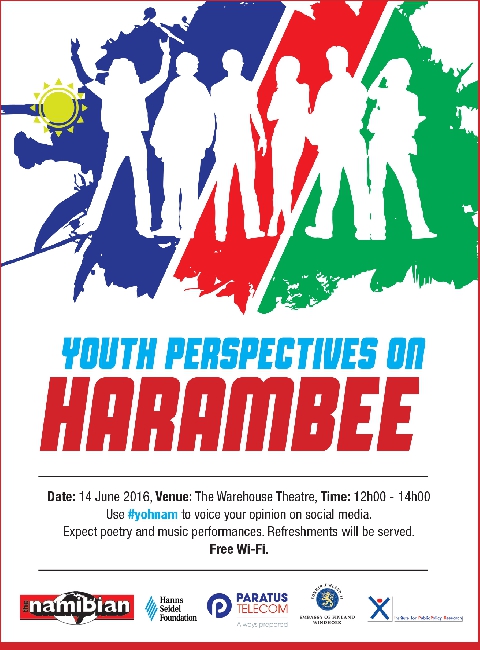 YOUTH PERSPECTIVES ON
HARAMBEE
Date: 14 June 2016, Venue: The Warehouse Theatre, Time: 12h00 - 14h00
Use #yohnam to voice your opinion on social media.
Expect poetry and music performances. Refreshments will be served.
Free Wi-Fi.
the namibian
Hanns
Seidel
Foundation
PARATUS
TELECOM
Always prepared
EMBASSY OF FINLAND
WINDHOEK
Institute for Public Policy Research